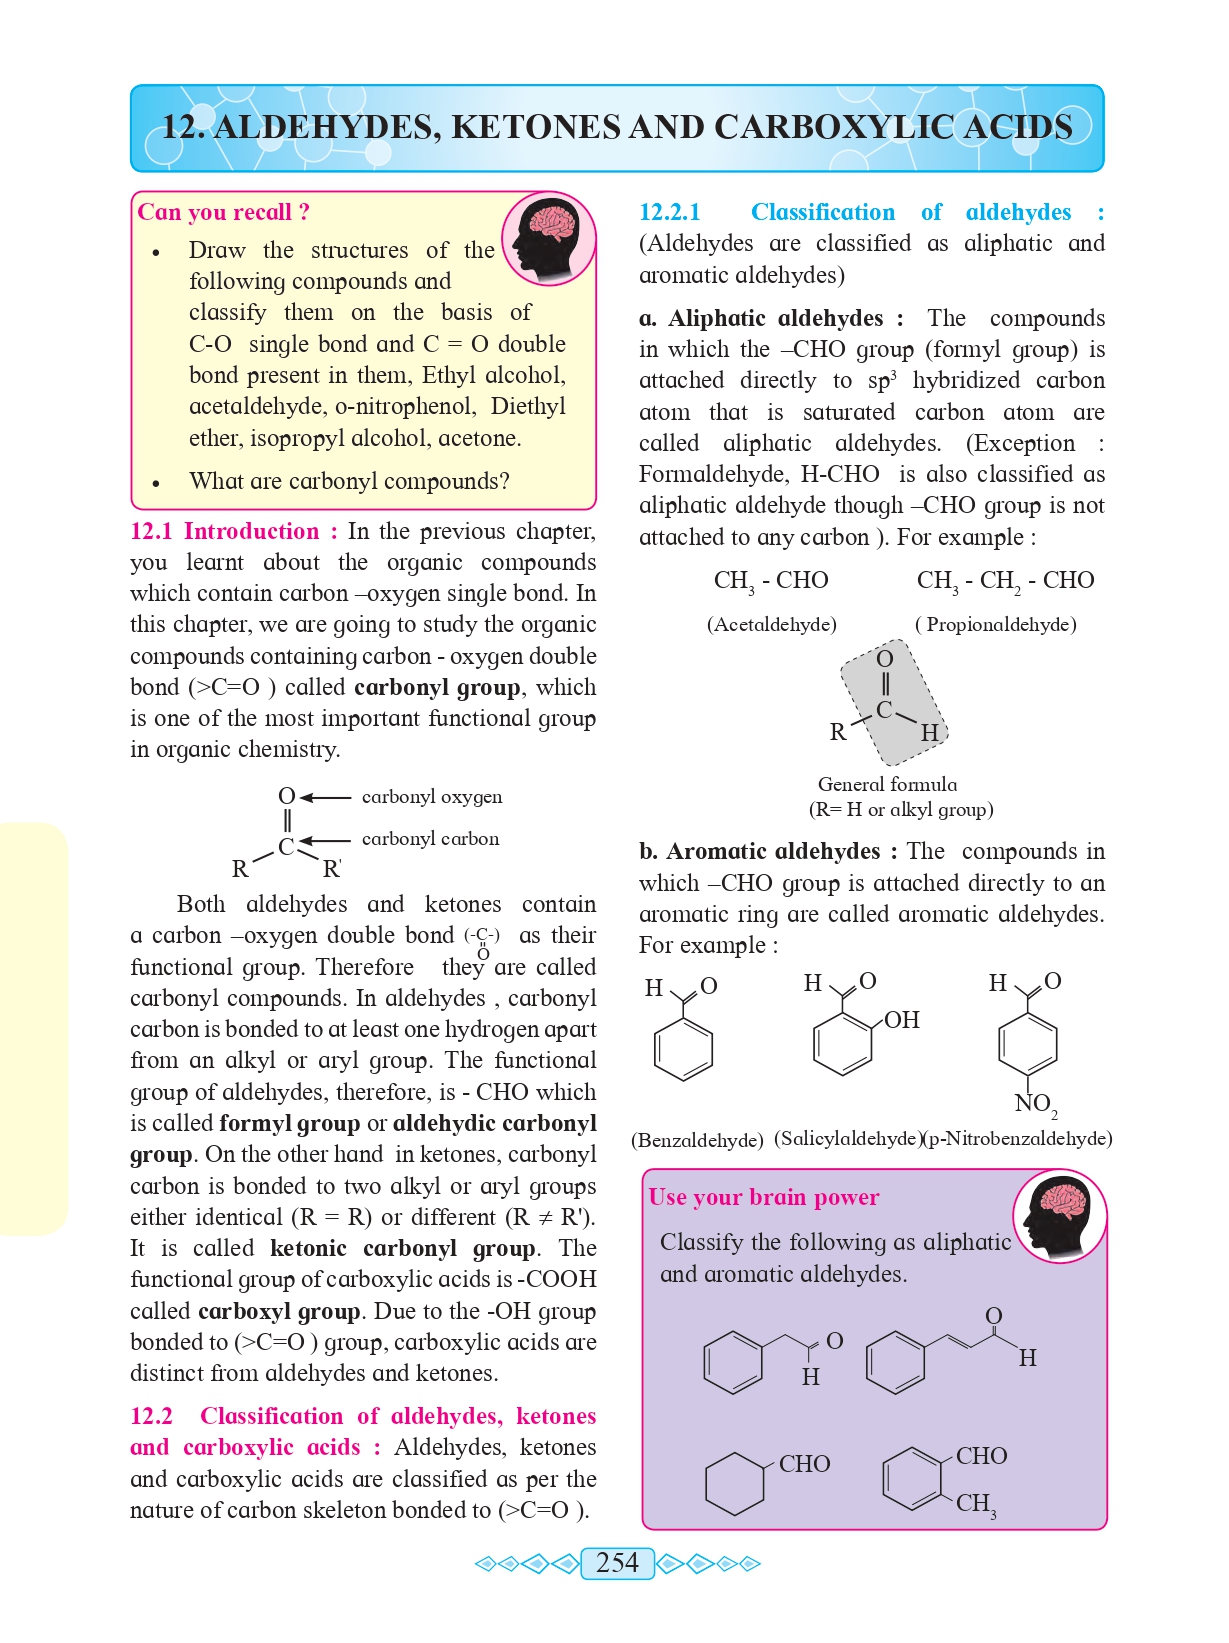 12. ALDEHYDES, KETONES AND CARBOXYLIC ACIDS
Can you recall ?
• Draw the structures of the
following compounds and
classify them on the basis of
C-O single bond and C = O double
bond present in them, Ethyl alcohol,
acetaldehyde, o-nitrophenol, Diethyl
ether, isopropyl alcohol, acetone.
• What are carbonyl compounds?
12.1 Introduction : In the previous chapter,
you learnt about the organic compounds
which contain carbon –oxygen single bond. In
this chapter, we are going to study the organic
compounds containing carbon - oxygen double
bond (>C=O ) called carbonyl group, which
is one of the most important functional group
in organic chemistry.
O carbonyl oxygen
C carbonyl carbon
R R'
Both aldehydes and ketones contain
a carbon –oxygen double bond (-C-) as their
O
functional group. Therefore they are called
carbonyl compounds. In aldehydes , carbonyl
carbon is bonded to at least one hydrogen apart
from an alkyl or aryl group. The functional
group of aldehydes, therefore, is - CHO which
is called formyl group or aldehydic carbonyl
group. On the other hand in ketones, carbonyl
carbon is bonded to two alkyl or aryl groups
either identical (R = R) or different (R ≠ R').
It is called ketonic carbonyl group. The
functional group of carboxylic acids is -COOH
called carboxyl group. Due to the -OH group
bonded to (>C=O ) group, carboxylic acids are
distinct from aldehydes and ketones.
12.2 Classification of aldehydes, ketones
and carboxylic acids : Aldehydes, ketones
and carboxylic acids are classified as per the
nature of carbon skeleton bonded to (>C=O ).
12.2.1 Classification of aldehydes :
(Aldehydes are classified as aliphatic and
aromatic aldehydes)
a. Aliphatic aldehydes : The compounds
in which the –CHO group (formyl group) is
attached directly to sp³ hybridized carbon
atom that is saturated carbon atom are
called aliphatic aldehydes. (Exception :
Formaldehyde, H-CHO is also classified as
aliphatic aldehyde though –CHO group is not
attached to any carbon ). For example :
CH₃ - CHO CH₃ - CH₂ - CHO
(Acetaldehyde) ( Propionaldehyde)
O
C
R H
General formula
(R= H or alkyl group)
b. Aromatic aldehydes : The compounds in
which –CHO group is attached directly to an
aromatic ring are called aromatic aldehydes.
For example :
H O H O H O
OH
NO₂
(Benzaldehyde) (Salicylaldehyde)(p-Nitrobenzaldehyde)
Use your brain power
Classify the following as aliphatic
and aromatic aldehydes.
O
O
H
H
CHO
CHO
CH₃
254